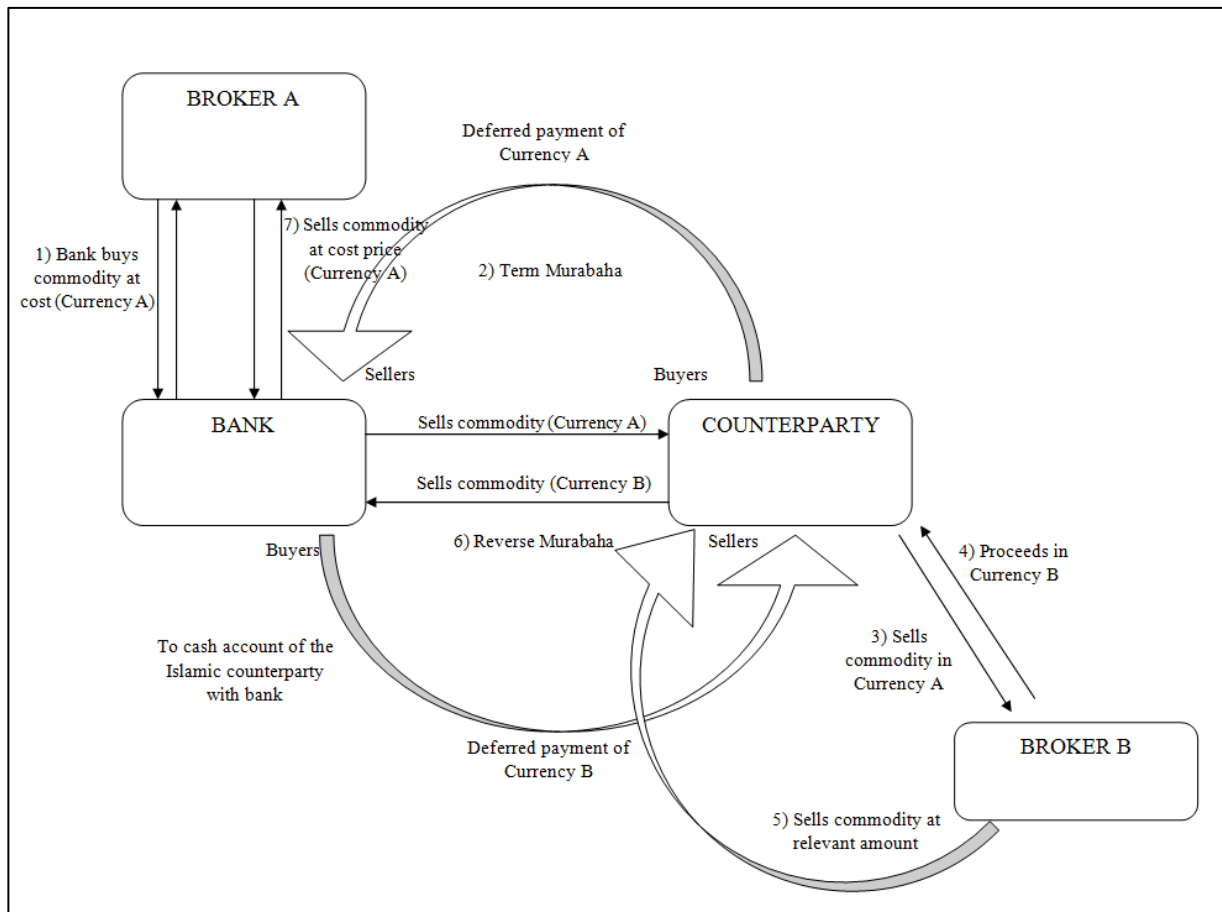 BROKER A
Deferred payment of
Currency A
1) Bank buys
commodity at
cost (Currency A)
7) Sells commodity
at cost price
(Currency A)
2) Term Murabaha
Sellers
Buyers
BANK
COUNTERPARTY
Sells commodity (Currency A)
Sells commodity (Currency B)
Buyers
6) Reverse Murabaha
Sellers
4) Proceeds in
Currency B
To cash account of the
Islamic counterparty
with bank
3) Sells
commodity in
Currency A
Deferred payment of
Currency B
BROKER B
5) Sells commodity at
relevant amount